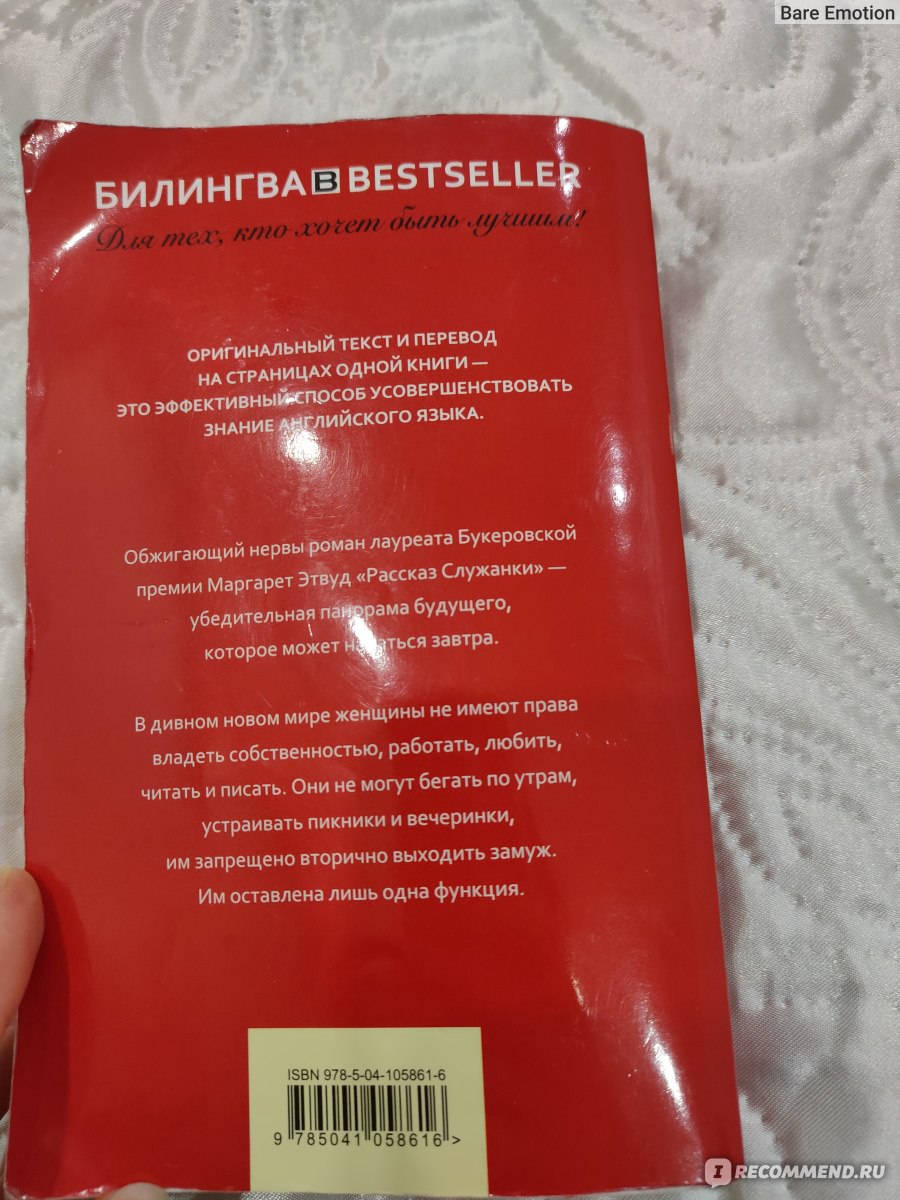 Bare Emotion
БИЛИНГВА B BESTSELLER
Для тех, кто хочет быть лучшим!
ОРИГИНАЛЬНЫЙ ТЕКСТ И ПЕРЕВОД
НА СТРАНИЦАХ ОДНОЙ КНИГИ —
ЭТО ЭФФЕКТИВНЫЙ СПОСОБ УСОВЕРШЕНСТВОВАТЬ
ЗНАНИЕ АНГЛИЙСКОГО ЯЗЫКА.
Обжигающий нервы роман лауреата Букеровской
премии Маргарет Этвуд «Рассказ Служанки» —
убедительная панорама будущего,
которое может настаться завтра.
В дивном новом мире женщины не имеют права
владеть собственностью, работать, любить,
читать и писать. Они не могут бегать по утрам,
устраивать пикники и вечеринки,
им запрещено вторично выходить замуж.
Им оставлена лишь одна функция.
ISBN 978-5-04-105861-6
9 785041 058616 >
I RECOMMEND.RU